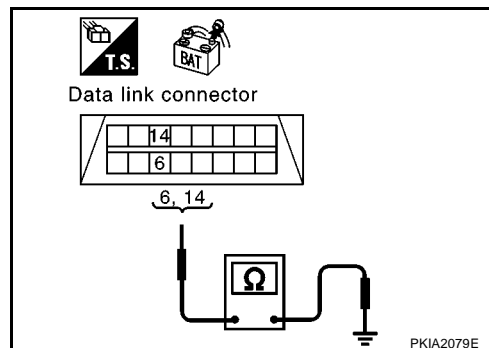 T.S.
BAT
Data link connector
14
6
6, 14
Ω
PKIA2079E